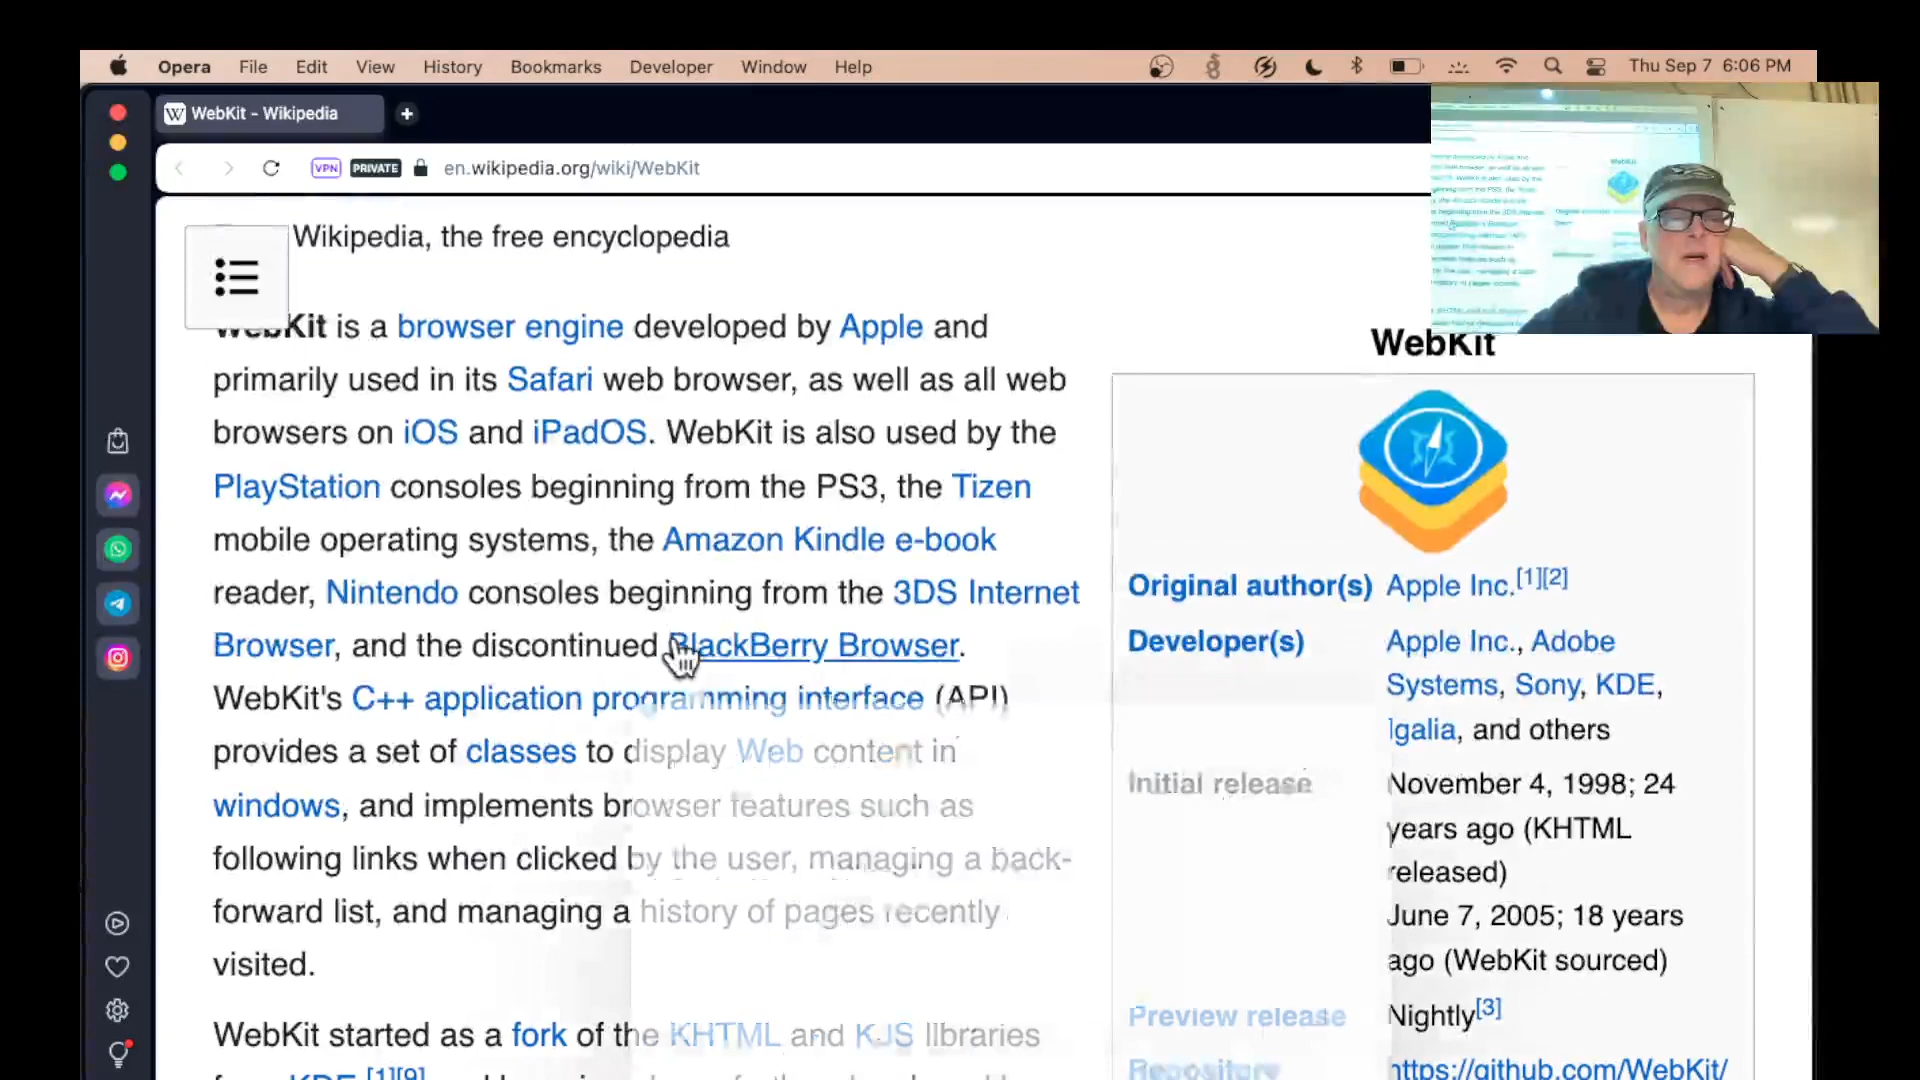 Opera File Edit View History Bookmarks Developer Window Help Thu Sep 7 6:06 PM
WebKit - Wikipedia
VPN PRIVATE en.wikipedia.org/wiki/WebKit
Wikipedia, the free encyclopedia
WebKit is a browser engine developed by Apple and
primarily used in its Safari web browser, as well as all web
browsers on iOS and iPadOS. WebKit is also used by the
PlayStation consoles beginning from the PS3, the Tizen
mobile operating systems, the Amazon Kindle e-book
reader, Nintendo consoles beginning from the 3DS Internet
Browser, and the discontinued BlackBerry Browser.
WebKit's C++ application programming interface (API)
provides a set of classes to display Web content in
windows, and implements browser features such as
following links when clicked by the user, managing a back-
forward list, and managing a history of pages recently
visited.
WebKit started as a fork of the KHTML and KJS libraries
KDE,[1][9]
WebKit
Original author(s) Apple Inc.[1][2]
Developer(s) Apple Inc., Adobe
Systems, Sony, KDE,
Igalia, and others
Initial release November 4, 1998; 24
years ago (KHTML
released)
June 7, 2005; 18 years
ago (WebKit sourced)
Preview release Nightly[3]
Repository https://github.com/WebKit/